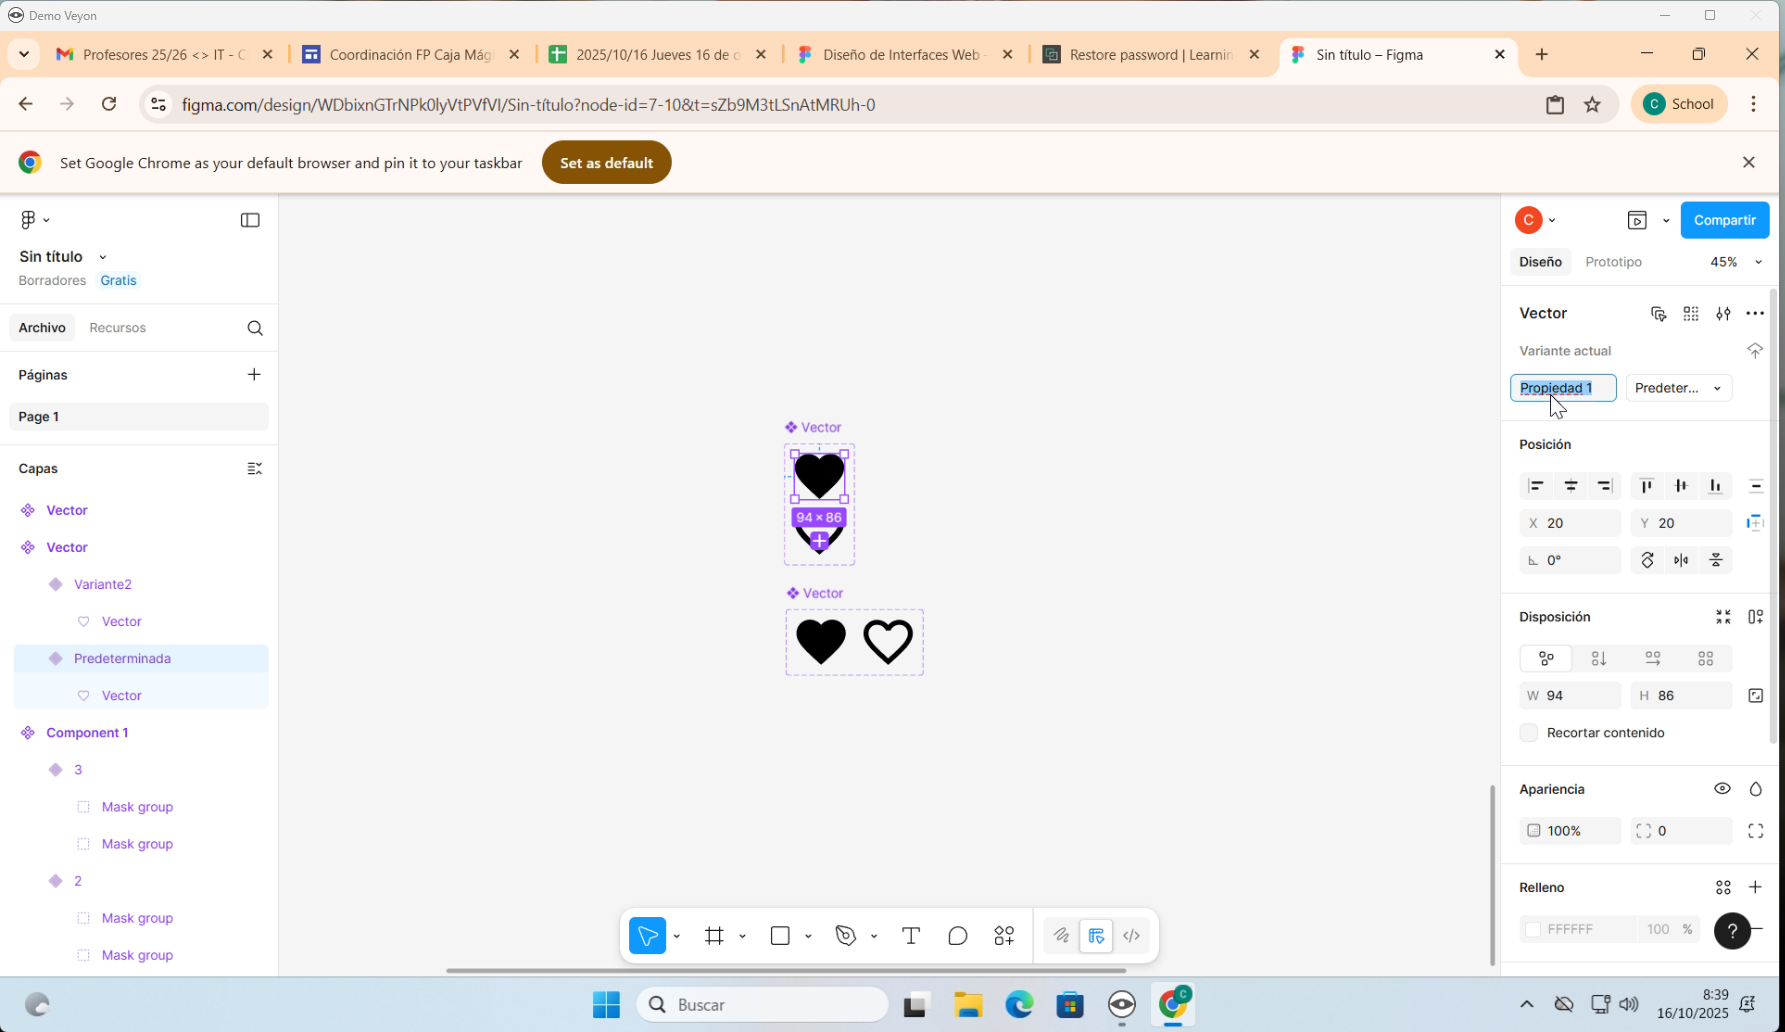 Demo Veyon
Profesores 25/26 <> IT - C
Coordinación FP Caja Mági
2025/10/16 Jueves 16 de o
Diseño de Interfaces Web -
Restore password | Learnin
Sin título – Figma
figma.com/design/WDbixnGTrNPk0lyVtPVfVI/Sin-título?node-id=7-10&t=sZb9M3tLSnAtMRUh-0
C School
Set Google Chrome as your default browser and pin it to your taskbar
Set as default
Sin título
Borradores Gratis
Archivo Recursos
Páginas
Page 1
Capas
Vector
Vector
Variante2
Vector
Predeterminada
Vector
Component 1
3
Mask group
Mask group
2
Mask group
Mask group
Vector
94 × 86
Vector
C
Compartir
Diseño Prototipo 45%
Vector
Variante actual
Propiedad 1 Predeter...
Posición
X 20 Y 20
0°
Disposición
W 94 H 86
Recortar contenido
Apariencia
100% 0
Relleno
FFFFFF 100 %
?
Buscar
C
8:39
16/10/2025